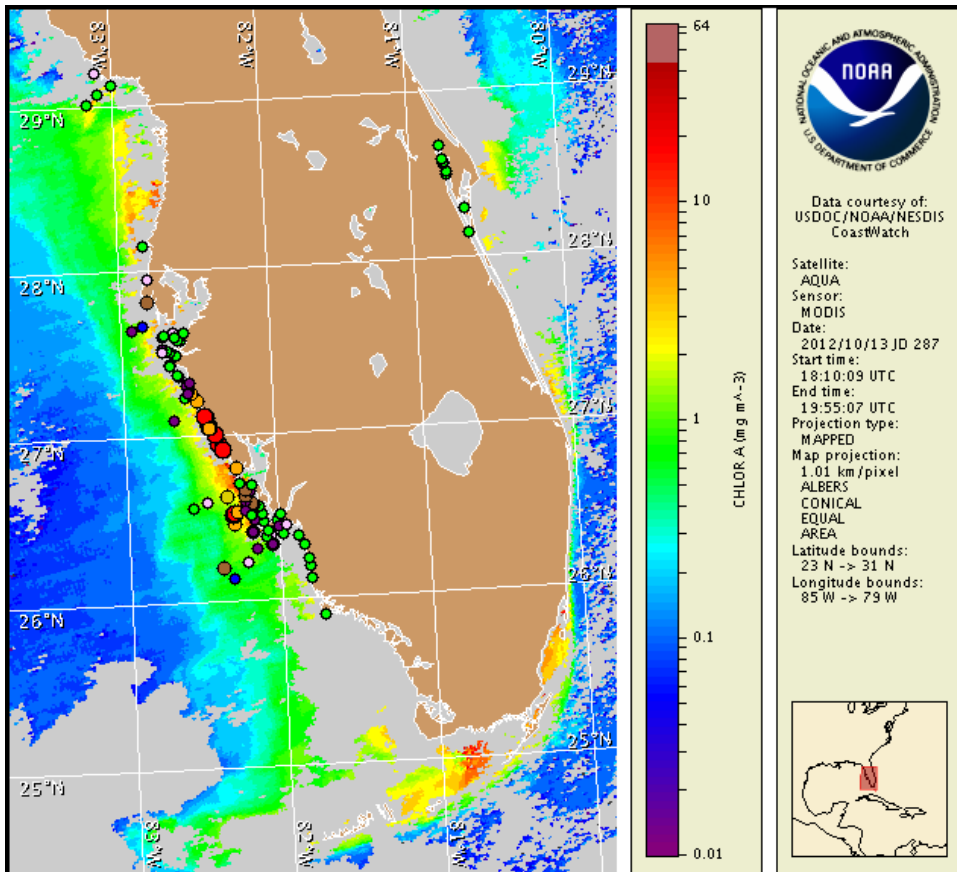 83°W
82°W
81°W
80°W
29°N
29°N
28°N
28°N
27°N
27°N
26°N
26°N
25°N
25°N
83°W
82°W
81°W
64
10
1
0.1
0.01
CHLOR A (mg m^-3)
NATIONAL OCEANIC AND ATMOSPHERIC ADMINISTRATION
NOAA
U.S. DEPARTMENT OF COMMERCE
Data courtesy of:
USDOC/NOAA/NESDIS
CoastWatch
Satellite:
AQUA
Sensor:
MODIS
Date:
2012/10/13 JD 287
Start time:
18:10:09 UTC
End time:
19:55:07 UTC
Projection type:
MAPPED
Map projection:
1.01 km/pixel
ALBERS
CONICAL
EQUAL
AREA
Latitude bounds:
23 N -> 31 N
Longitude bounds:
85 W -> 79 W